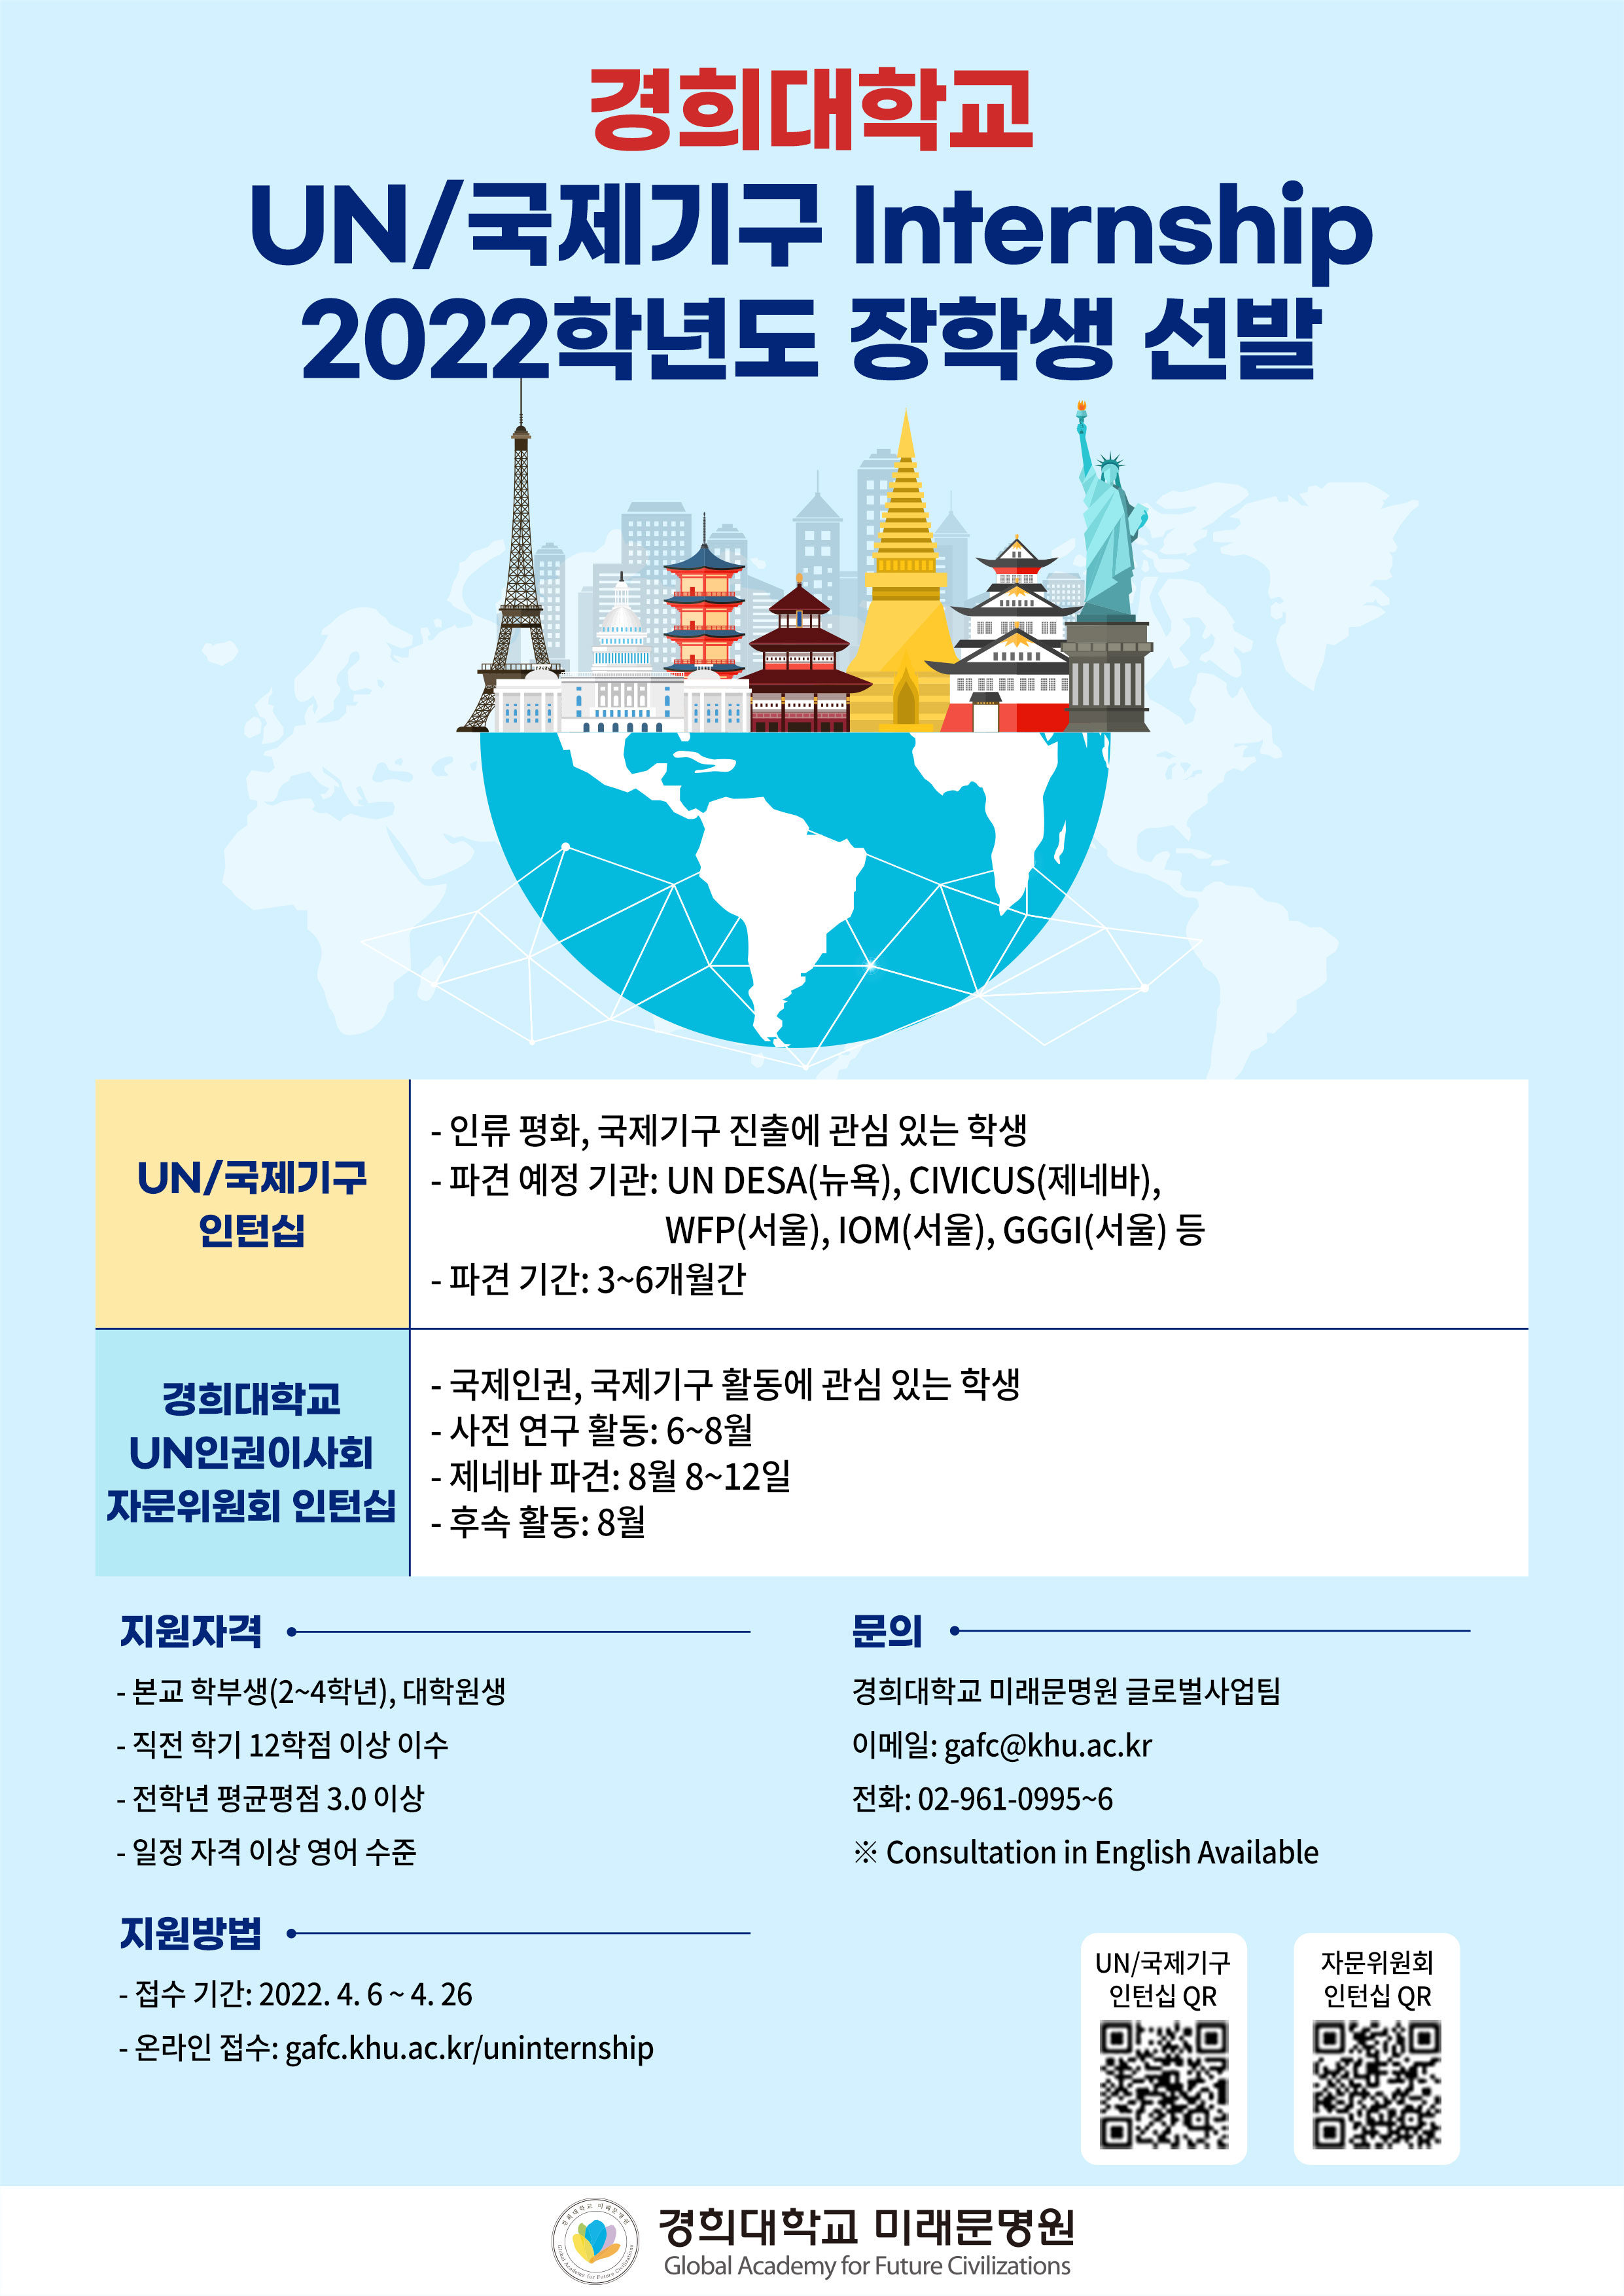 경희대학교
UN/국제기구 Internship
2022학년도 장학생 선발
UN/국제기구
인턴십
- 인류 평화, 국제기구 진출에 관심 있는 학생
- 파견 예정 기관: UN DESA(뉴욕), CIVICUS(제네바),
WFP(서울), IOM(서울), GGGI(서울) 등
- 파견 기간: 3~6개월간
경희대학교
UN인권이사회
자문위원회 인턴십
- 국제인권, 국제기구 활동에 관심 있는 학생
- 사전 연구 활동: 6~8월
- 제네바 파견: 8월 8~12일
- 후속 활동: 8월
지원자격
- 본교 학부생(2~4학년), 대학원생
- 직전 학기 12학점 이상 이수
- 전학년 평균평점 3.0 이상
- 일정 자격 이상 영어 수준
지원방법
- 접수 기간: 2022. 4. 6 ~ 4. 26
- 온라인 접수: gafc.khu.ac.kr/uninternship
문의
경희대학교 미래문명원 글로벌사업팀
이메일: gafc@khu.ac.kr
전화: 02-961-0995~6
※ Consultation in English Available
UN/국제기구
인턴십 QR
자문위원회
인턴십 QR
경희대학교 미래문명원
Global Academy for Future Civilizations
경희대학교 미래문명원
Global Academy for Future Civilizations